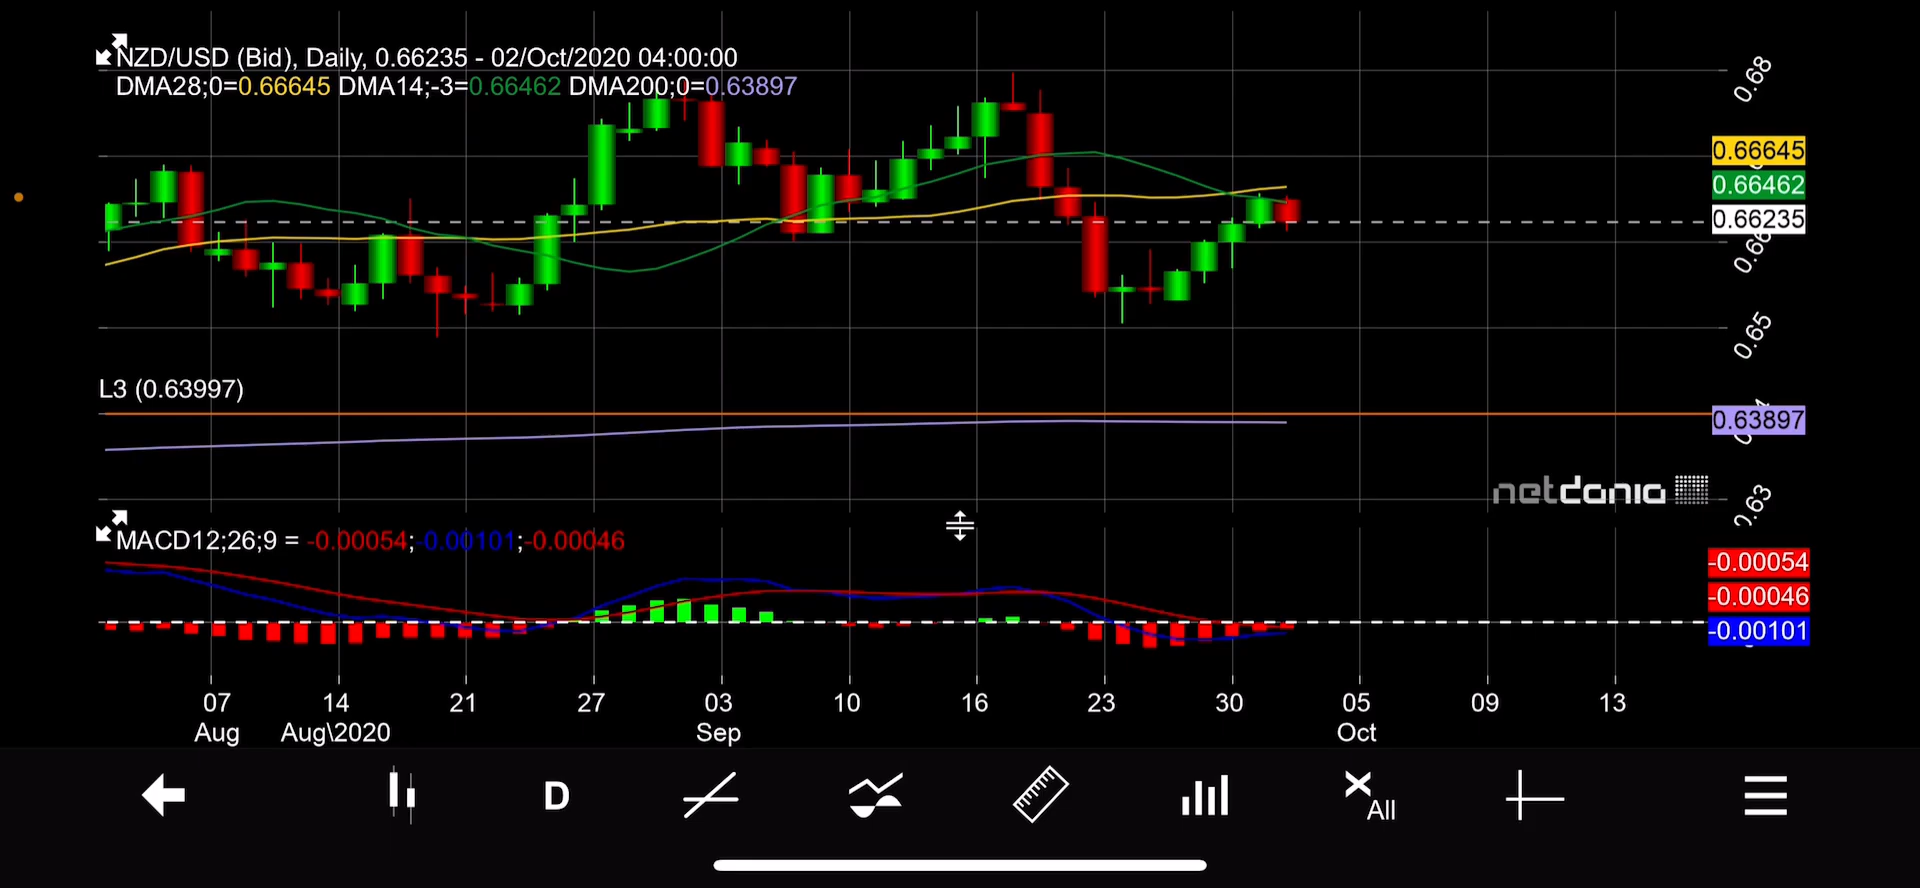 NZD/USD (Bid), Daily, 0.66235 - 02/Oct/2020 04:00:00
DMA28;0=0.66645 DMA14;-3=0.66462 DMA200;0=0.63897
0.68
0.66645
0.66462
0.66235
0.66
0.65
L3 (0.63997)
0.63897
netdania
0.63
MACD12;26;9 = -0.00054;-0.00101;-0.00046
-0.00054
-0.00046
-0.00101
07 14 21 27 03 10 16 23 30 05 09 13
Aug Aug\2020 Sep Oct
D
All